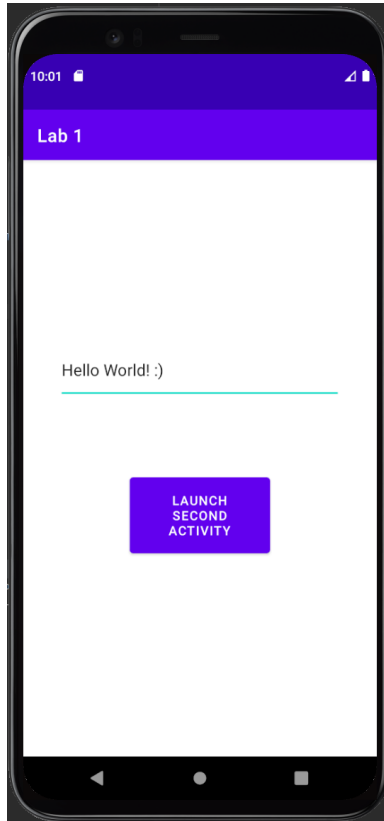 10:01
Lab 1
Hello World! :)
LAUNCH
SECOND
ACTIVITY